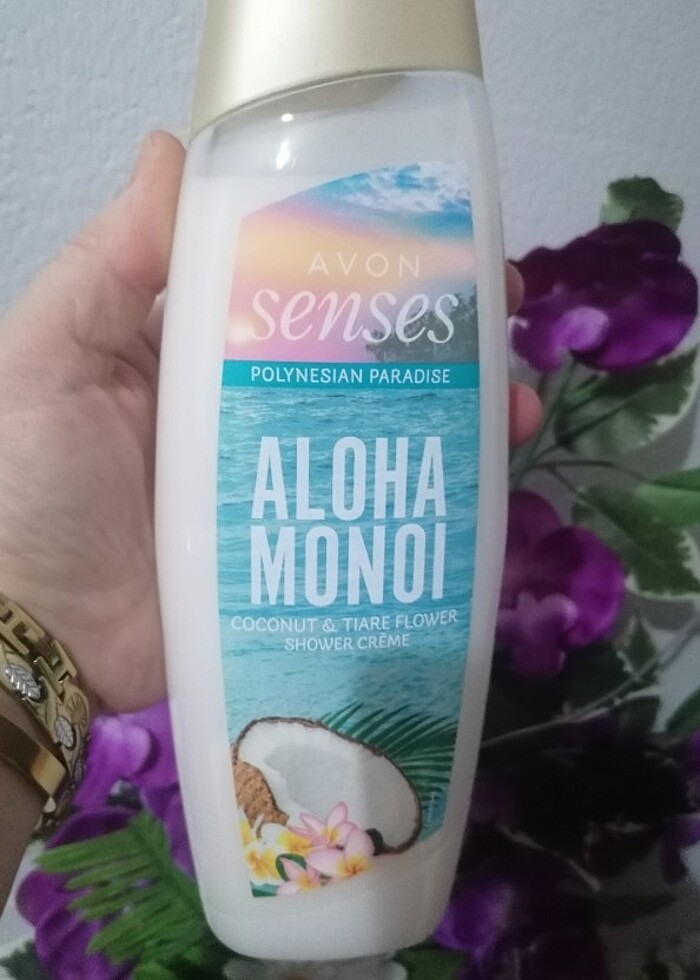 AVON
senses
POLYNESIAN PARADISE
ALOHA
MONOI
COCONUT & TIARE FLOWER
SHOWER CRÈME